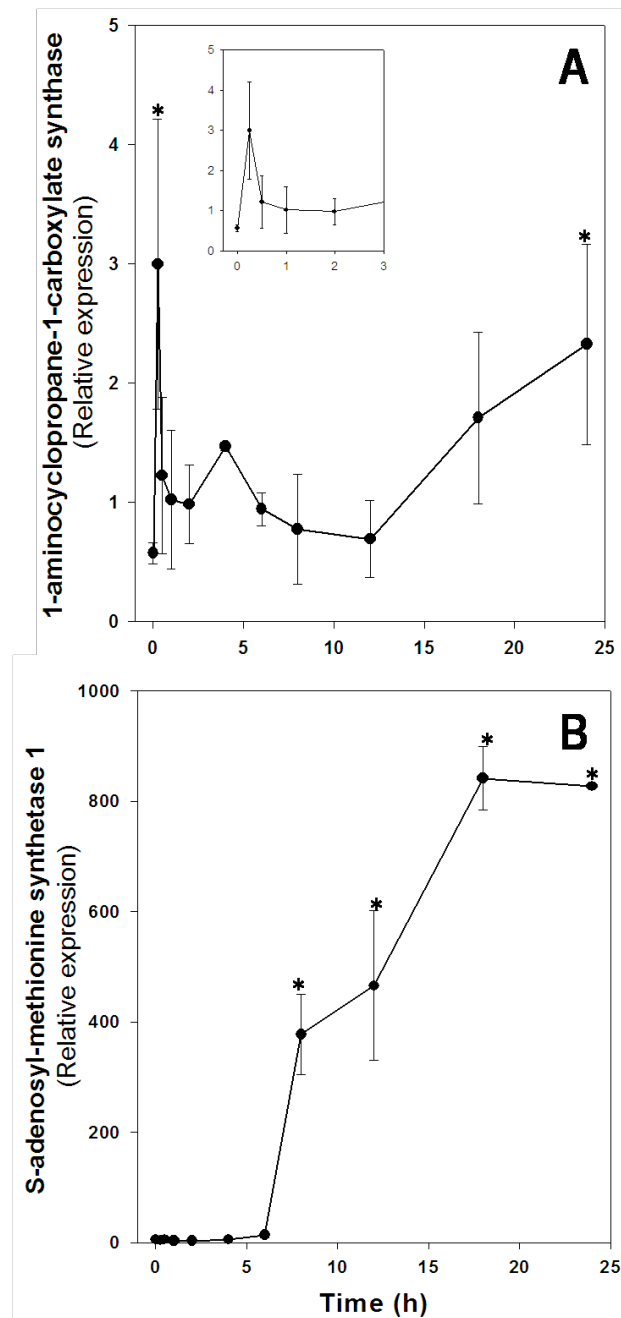 1-aminocyclopropane-1-carboxylate synthase
(Relative expression)
5
4
3
2
1
0
*
*
A
5
4
3
2
1
0
0 1 2 3
0 5 10 15 20 25
S-adenosyl-methionine synthetase 1
(Relative expression)
1000
800
600
400
200
0
*
*
*
*
B
0 5 10 15 20 25
Time (h)